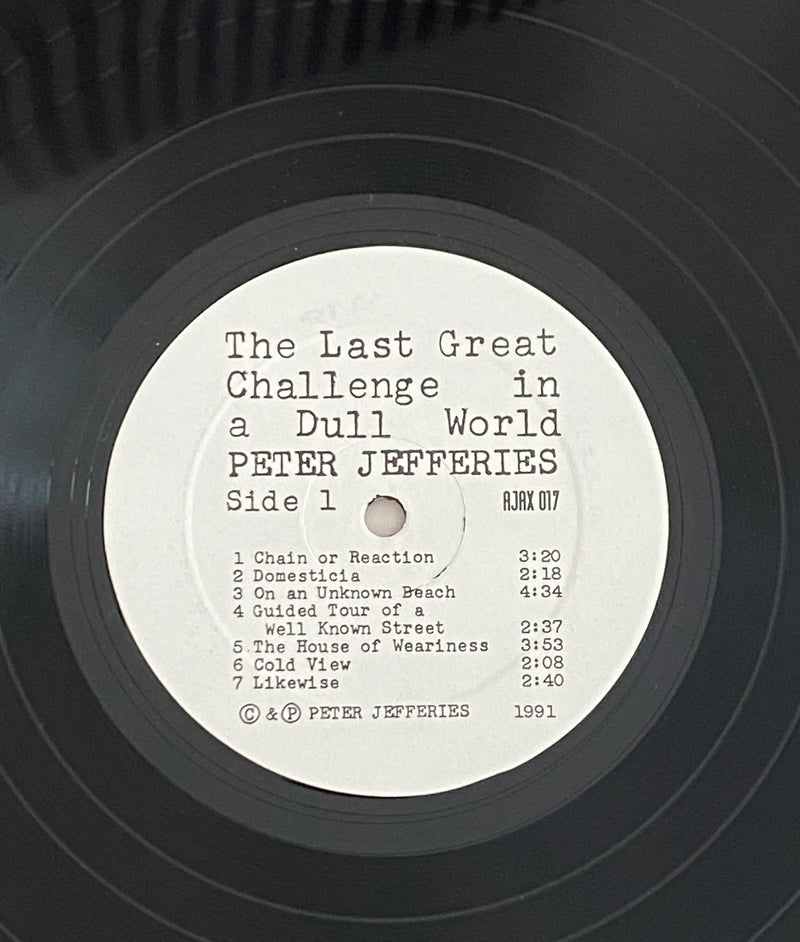 The Last Great
Challenge in
a Dull World
PETER JEFFERIES
Side 1 AJAX 017
1 Chain or Reaction 3:20
2 Domesticia 2:18
3 On an Unknown Beach 4:34
4 Guided Tour of a
Well Known Street 2:37
5 The House of Weariness 3:53
6 Cold View 2:08
7 Likewise 2:40
© & ℗ PETER JEFFERIES 1991